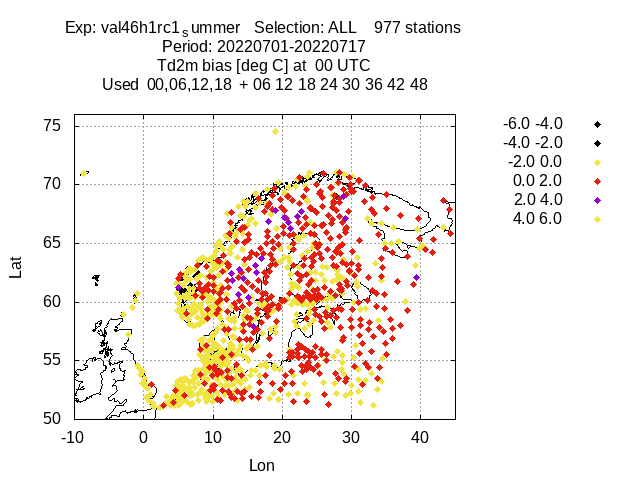 Exp: val46h1rc1summer Selection: ALL 977 stations
Period: 20220701-20220717
Td2m bias [deg C] at 00 UTC
Used 00,06,12,18 + 06 12 18 24 30 36 42 48
-6.0 -4.0
-4.0 -2.0
-2.0 0.0
0.0 2.0
2.0 4.0
4.0 6.0
75
70
65
60
55
50
Lat
-10 0 10 20 30 40
Lon